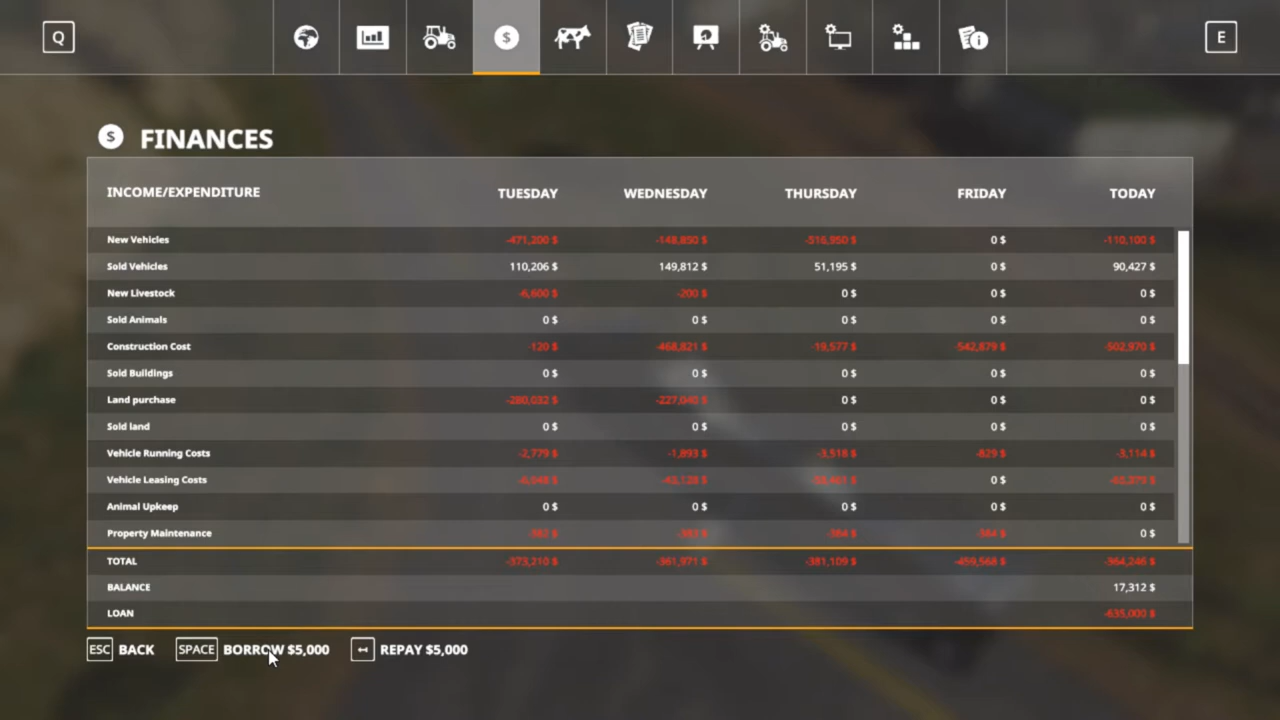 Q
$
E
$ FINANCES
INCOME/EXPENDITURE TUESDAY WEDNESDAY THURSDAY FRIDAY TODAY
New Vehicles -471,200 $ -148,850 $ -516,950 $ 0 $ -110,100 $
Sold Vehicles 110,206 $ 149,812 $ 51,195 $ 0 $ 90,427 $
New Livestock -6,600 $ -200 $ 0 $ 0 $ 0 $
Sold Animals 0 $ 0 $ 0 $ 0 $ 0 $
Construction Cost -120 $ -468,821 $ -19,577 $ -542,879 $ -502,970 $
Sold Buildings 0 $ 0 $ 0 $ 0 $ 0 $
Land purchase -280,032 $ -227,040 $ 0 $ 0 $ 0 $
Sold land 0 $ 0 $ 0 $ 0 $ 0 $
Vehicle Running Costs -2,779 $ -1,893 $ -3,518 $ -829 $ -3,114 $
Vehicle Leasing Costs 0 $
Animal Upkeep 0 $ 0 $ 0 $ 0 $ 0 $
Property Maintenance -384 $ -384 $ 0 $
TOTAL -373,210 $ -361,971 $ -381,109 $ -459,568 $ -364,246 $
BALANCE 17,312 $
LOAN -635,000 $
ESC BACK SPACE BORROW $5,000 REPAY $5,000